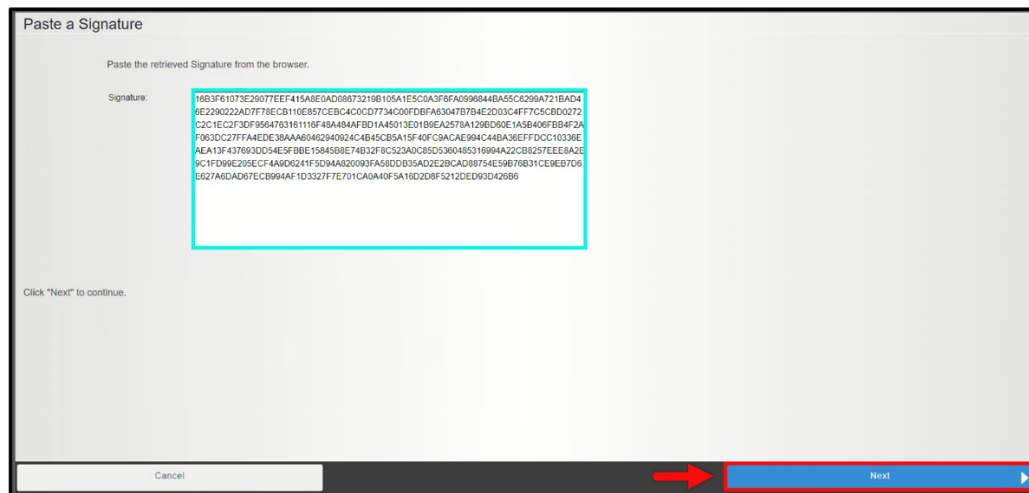 Paste a Signature
Paste the retrieved Signature from the browser.
Signature:
16B3F61073E29077EEF415A8E0AD08673219B105A1E5C0A3F6FA0996844BA55C6299A721BAD4
6E2290222AD7F78ECB110E857CEBC4C0CD7734C00FDBFA63047B7B4E2D03C4FF7C5CBD0272
C2C1EC2F3DF9564763161116F48A484AFBD1A45013E01B9EA2578A129BD60E1A5B406FBB4F2A
F063DC27FFA4EDE38AAA60462940924C4B45CB5A15F40FC9ACAE994C44BA36EFFDCC10336E
AEA13F437693DD54E5FBBE15845B8E74B32F8C523A0C85D5360485316994A22CB8257EEE8A2E
9C1FD99E205ECF4A9D6241F5D94A820093FA58DDB35AD2E2BCAD88754E59B76B31CE9EB7D6
E627A6DAD67ECB994AF1D3327F7E701CA0A40F5A16D2D8F5212DED93D426B6
Click "Next" to continue.
Cancel
Next